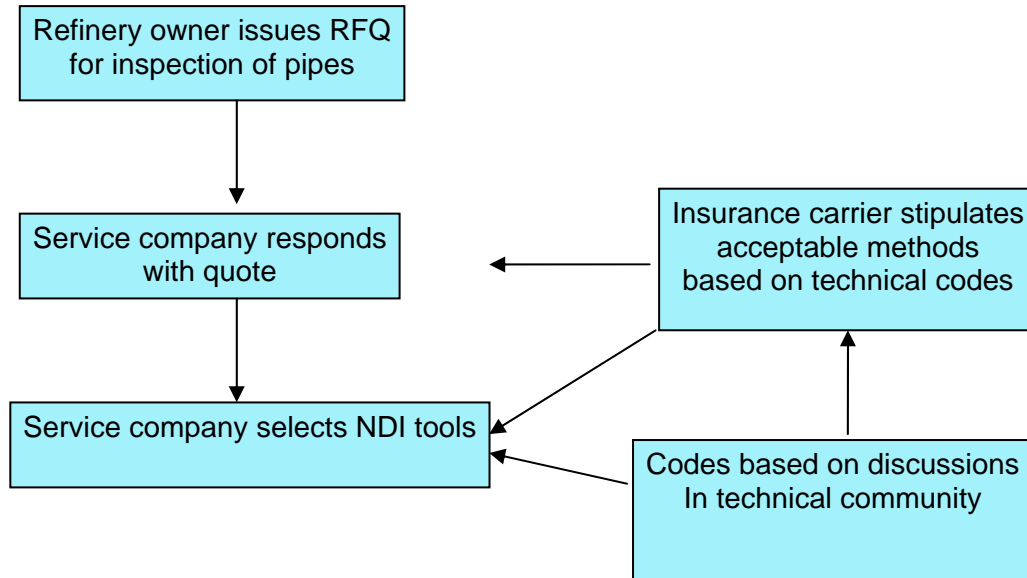 Refinery owner issues RFQ
for inspection of pipes
Service company responds
with quote
Insurance carrier stipulates
acceptable methods
based on technical codes
Service company selects NDI tools
Codes based on discussions
In technical community